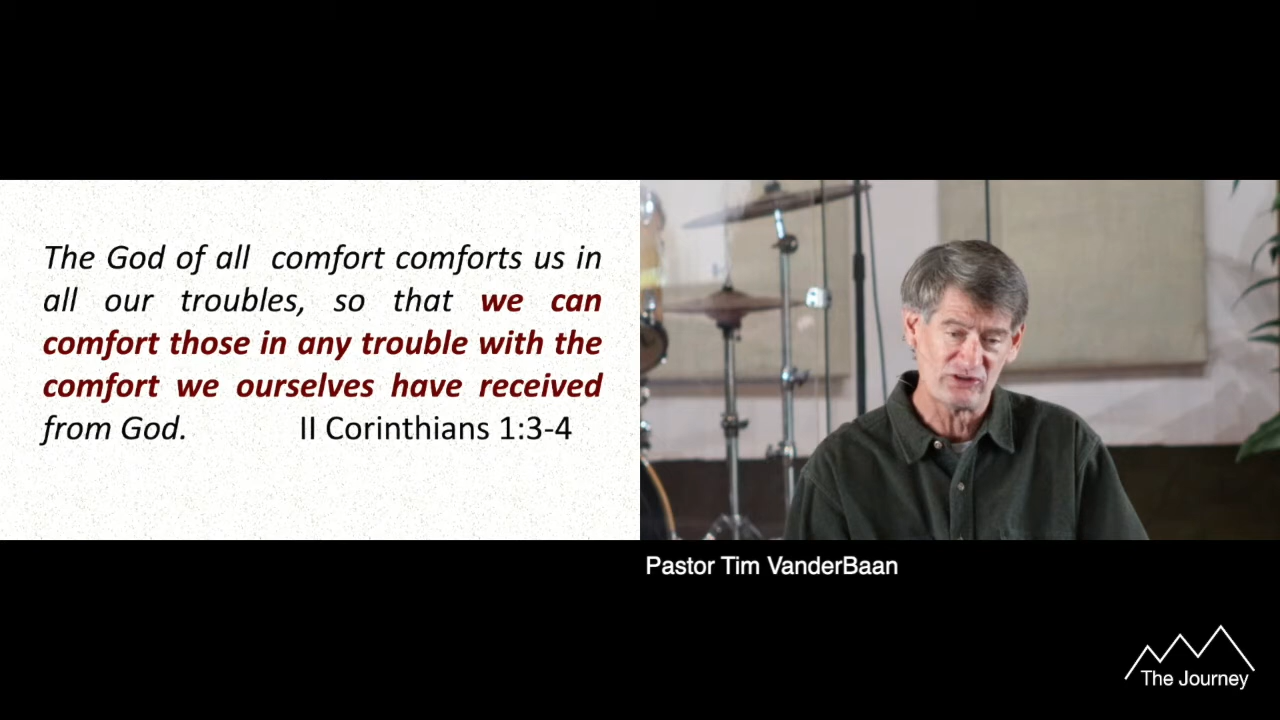 The God of all comfort comforts us in
all our troubles, so that we can
comfort those in any trouble with the
comfort we ourselves have received
from God. II Corinthians 1:3-4
Pastor Tim VanderBaan
The Journey